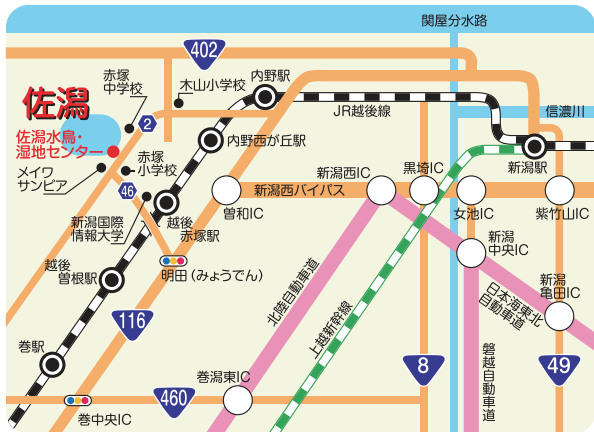 関屋分水路
402
赤塚
中学校
木山小学校
内野駅
佐潟
JR越後線
信濃川
2
佐潟水鳥・
湿地センター
内野西が丘駅
新潟駅
赤塚
小学校
メイワ
サンピア
新潟西IC
黒埼IC
46
新潟西バイパス
新潟国際
情報大学
越後
赤塚駅
曽和IC
女池IC
紫竹山IC
新潟
中央IC
越後
曽根駅
明田(みょうでん)
北陸自動車道
上越新幹線
日本海東北
自動車道
新潟
亀田IC
116
巻駅
8
49
磐越自動車道
460
巻潟東IC
巻中央IC